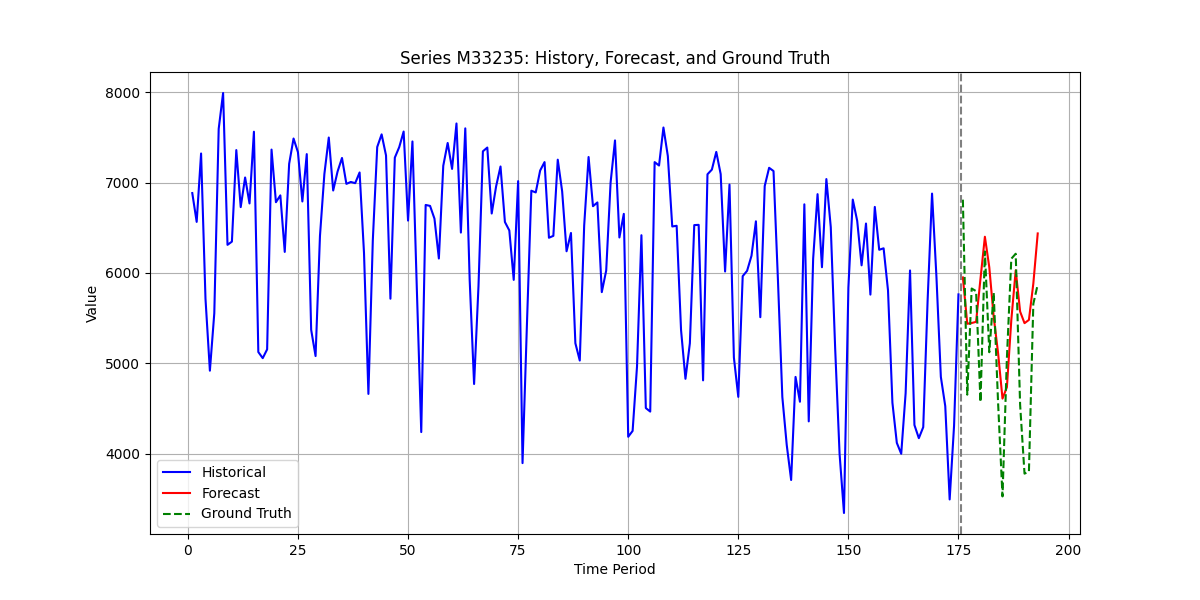 Series M33235: History, Forecast, and Ground Truth
8000
7000
6000
5000
4000
Value
Historical
Forecast
Ground Truth
0 25 50 75 100 125 150 175 200
Time Period